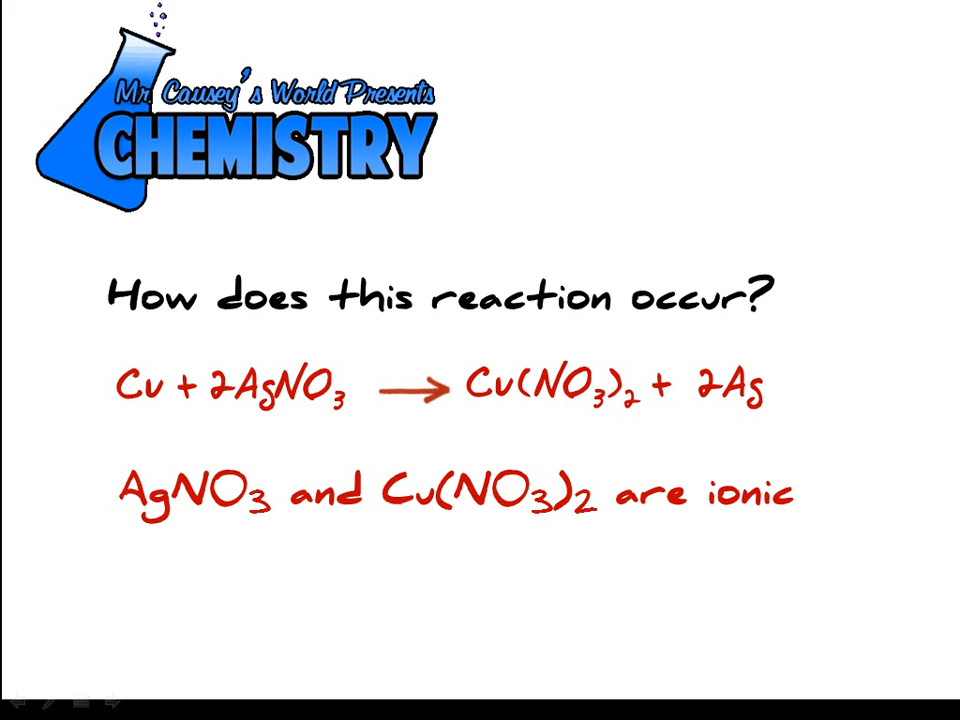 Mr. Causey's World Presents
CHEMISTRY
How does this reaction occur?
Cu + 2AgNO₃ → Cu(NO₃)₂ + 2Ag
AgNO₃ and Cu(NO₃)₂ are ionic